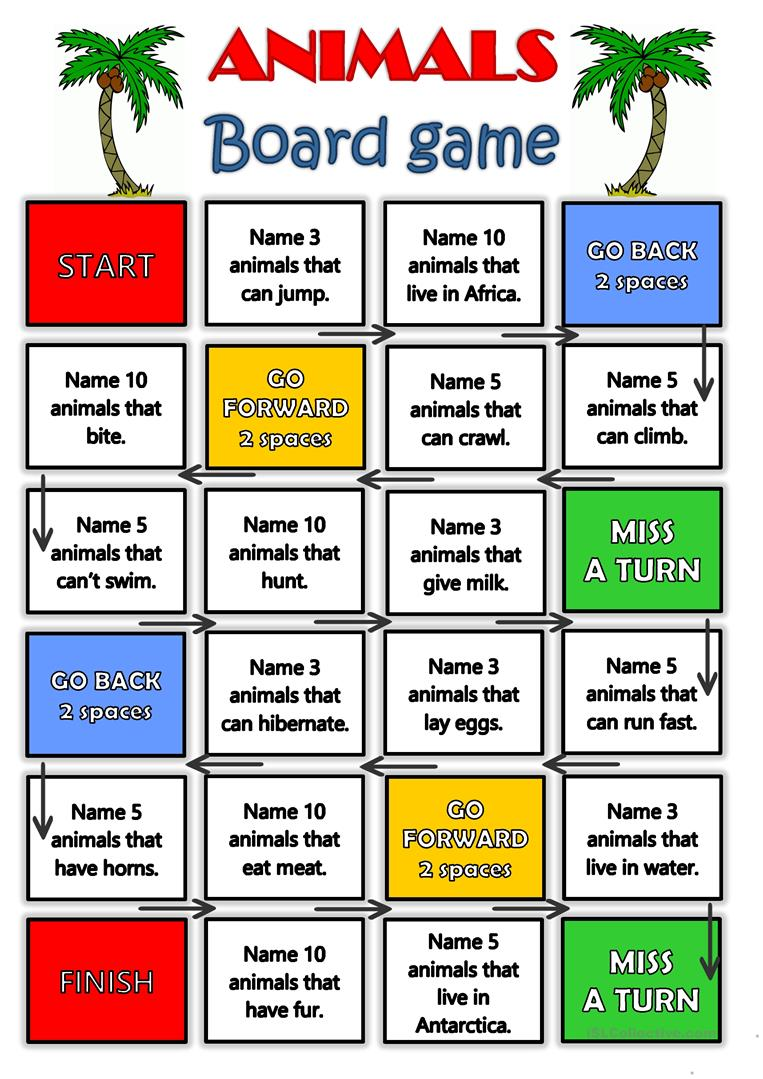 ANIMALS
Board game
START
Name 3
animals that
can jump.
Name 10
animals that
live in Africa.
GO BACK
2 spaces
Name 10
animals that
bite.
GO
FORWARD
2 spaces
Name 5
animals that
can crawl.
Name 5
animals that
can climb.
Name 5
animals that
can't swim.
Name 10
animals that
hunt.
Name 3
animals that
give milk.
MISS
A TURN
GO BACK
2 spaces
Name 3
animals that
can hibernate.
Name 3
animals that
lay eggs.
Name 5
animals that
can run fast.
Name 5
animals that
have horns.
Name 10
animals that
eat meat.
GO
FORWARD
2 spaces
Name 3
animals that
live in water.
FINISH
Name 10
animals that
have fur.
Name 5
animals that
live in
Antarctica.
MISS
A TURN
iSLCollective.com